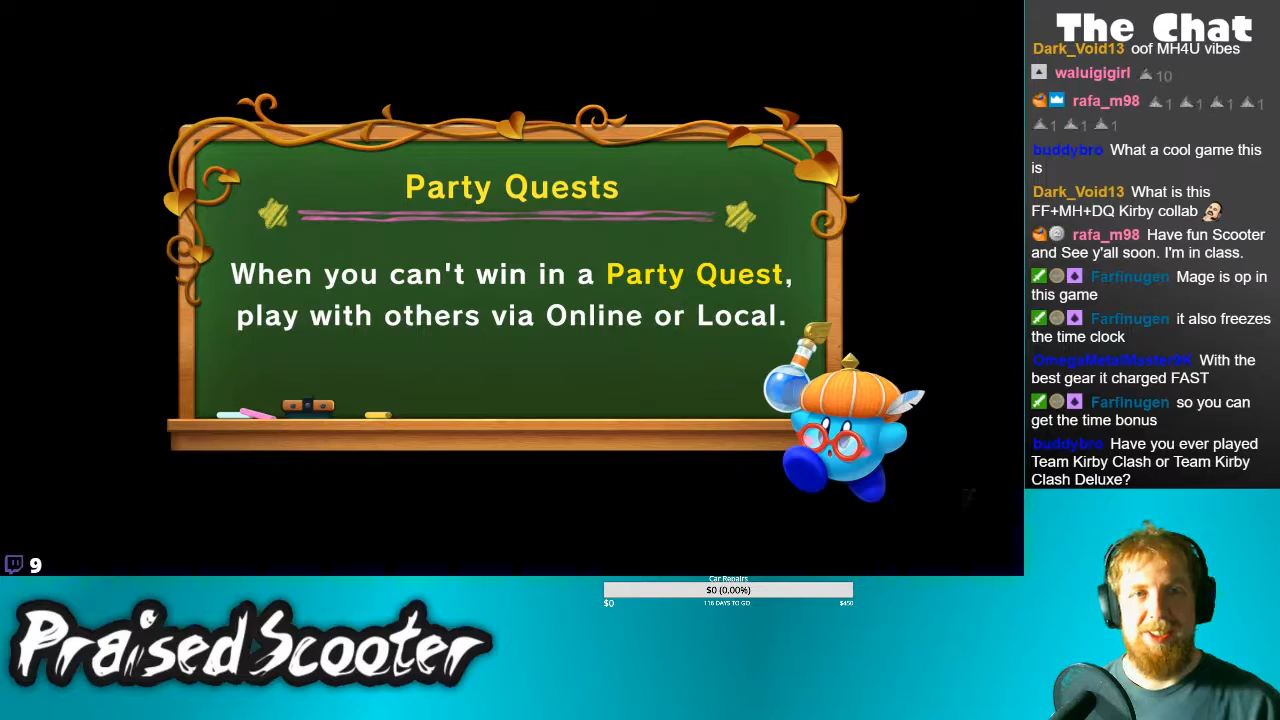 Party Quests
When you can't win in a Party Quest,
play with others via Online or Local.
9
The Chat
Dark_Void13 oof MH4U vibes
waluigigirl 10
rafa_m98 1 1 1 1
1 1 1
buddybro What a cool game this
is
Dark_Void13 What is this
FF+MH+DQ Kirby collab
rafa_m98 Have fun Scooter
and See y'all soon. I'm in class.
Farfinugen Mage is op in
this game
Farfinugen it also freezes
the time clock
OmegaMetalMaster9K With the
best gear it charged FAST
Farfinugen so you can
get the time bonus
buddybro Have you ever played
Team Kirby Clash or Team Kirby
Clash Deluxe?
Car Repairs
$0 (0.00%)
$0 116 DAYS TO GO $450
PraisedScooter